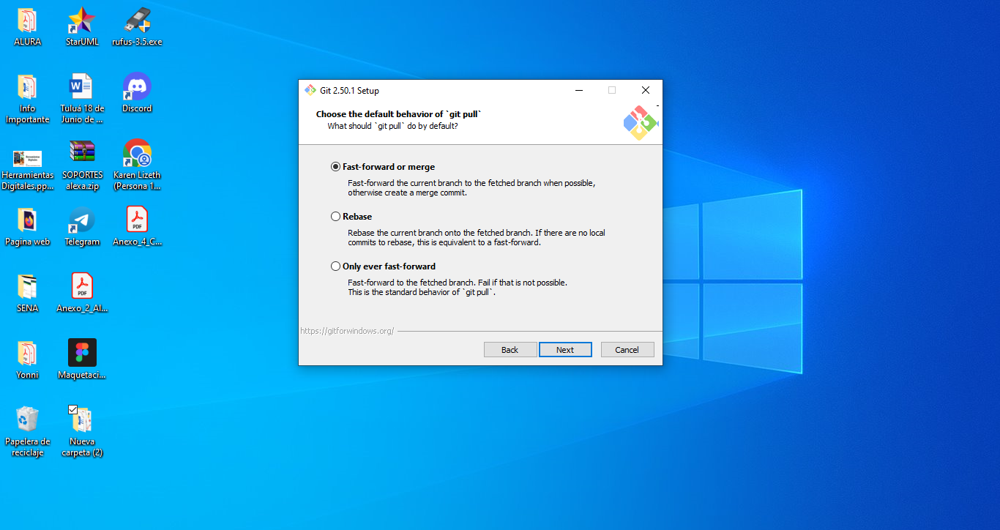 ALURA
StarUML
rufus-3.5.exe
Info
Importante
Tuluá 18 de
Junio de ...
Discord
Herramientas
Digitales.pp...
SOPORTES
alexa.zip
Karen Lizeth
(Persona 1...
Pagina web
Telegram
PDF
Anexo_4_C...
SENA
PDF
Anexo_2_Al...
Yonni
Maquetaci...
Papelera de
reciclaje
Nueva
carpeta (2)
Git 2.50.1 Setup
Choose the default behavior of `git pull`
What should `git pull` do by default?
Fast-forward or merge
Fast-forward the current branch to the fetched branch when possible,
otherwise create a merge commit.
Rebase
Rebase the current branch onto the fetched branch. If there are no local
commits to rebase, this is equivalent to a fast-forward.
Only ever fast-forward
Fast-forward to the fetched branch. Fail if that is not possible.
This is the standard behavior of `git pull`.
https://gitforwindows.org/
Back
Next
Cancel